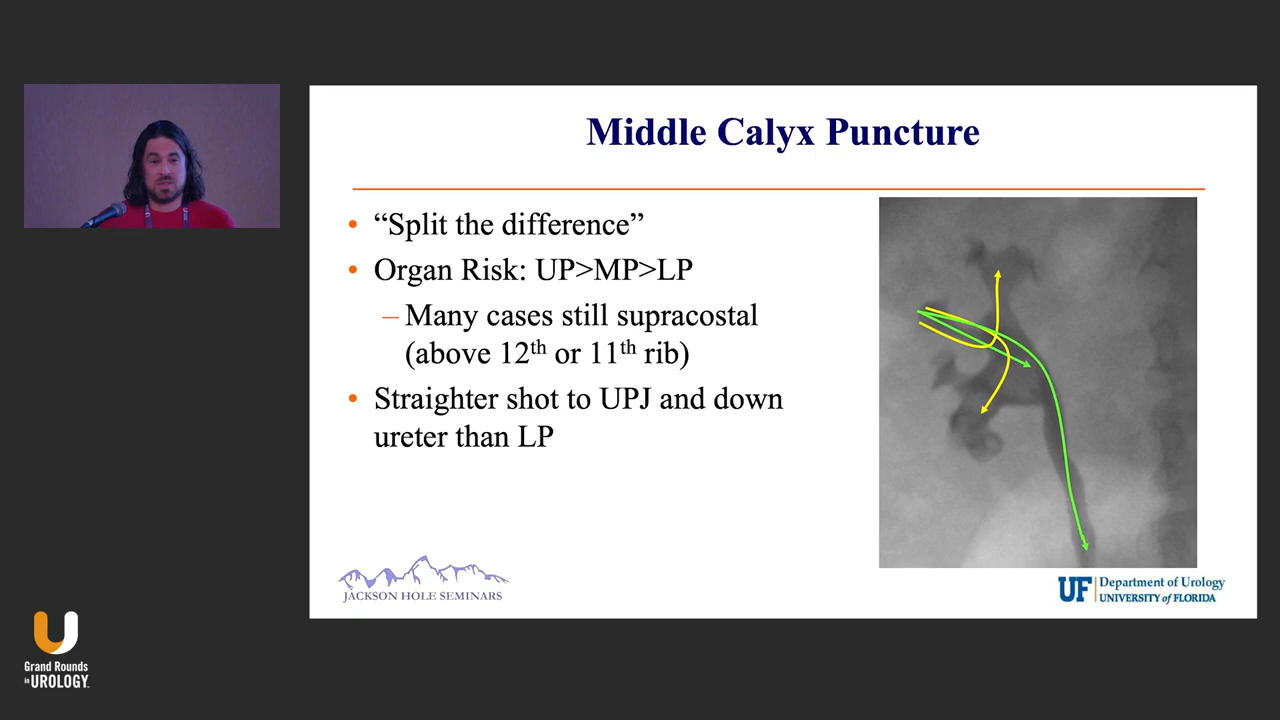 Middle Calyx Puncture
• “Split the difference”
• Organ Risk: UP>MP>LP
– Many cases still supracostal
(above 12th or 11th rib)
• Straighter shot to UPJ and down
ureter than LP
JACKSON HOLE SEMINARS
UF Department of Urology
UNIVERSITY of FLORIDA
Grand Rounds
in UROLOGY